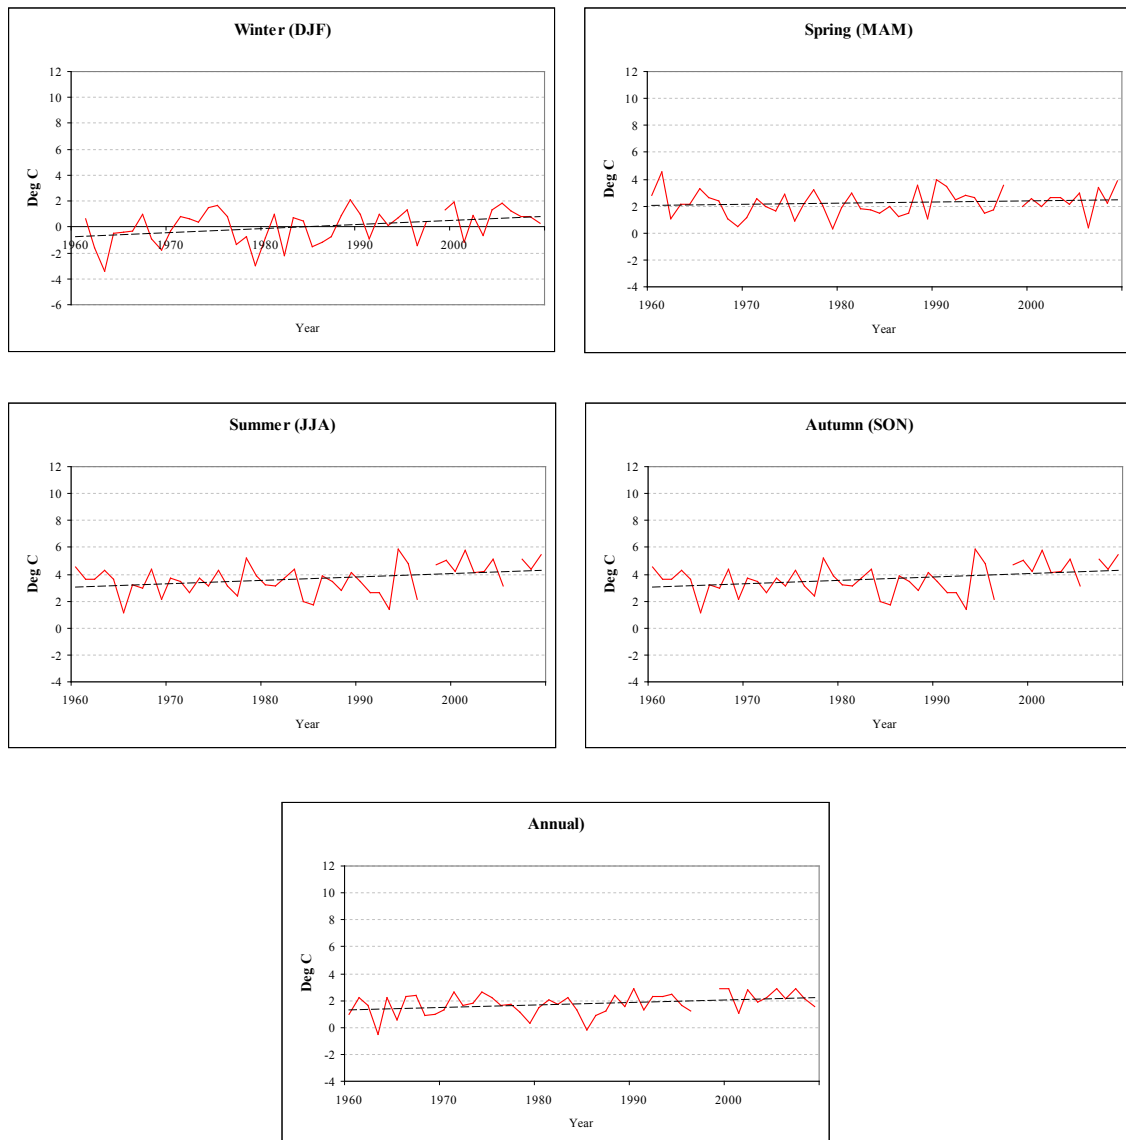 Winter (DJF)
12
10
8
6
4
2
0
-2
-4
-6
1960 1970 1980 1990 2000
Deg C
Year
Spring (MAM)
12
10
8
6
4
2
0
-2
-4
1960 1970 1980 1990 2000
Deg C
Year
Summer (JJA)
12
10
8
6
4
2
0
-2
-4
1960 1970 1980 1990 2000
Deg C
Year
Autumn (SON)
12
10
8
6
4
2
0
-2
-4
1960 1970 1980 1990 2000
Deg C
Year
Annual)
12
10
8
6
4
2
0
-2
-4
1960 1970 1980 1990 2000
Deg C
Year